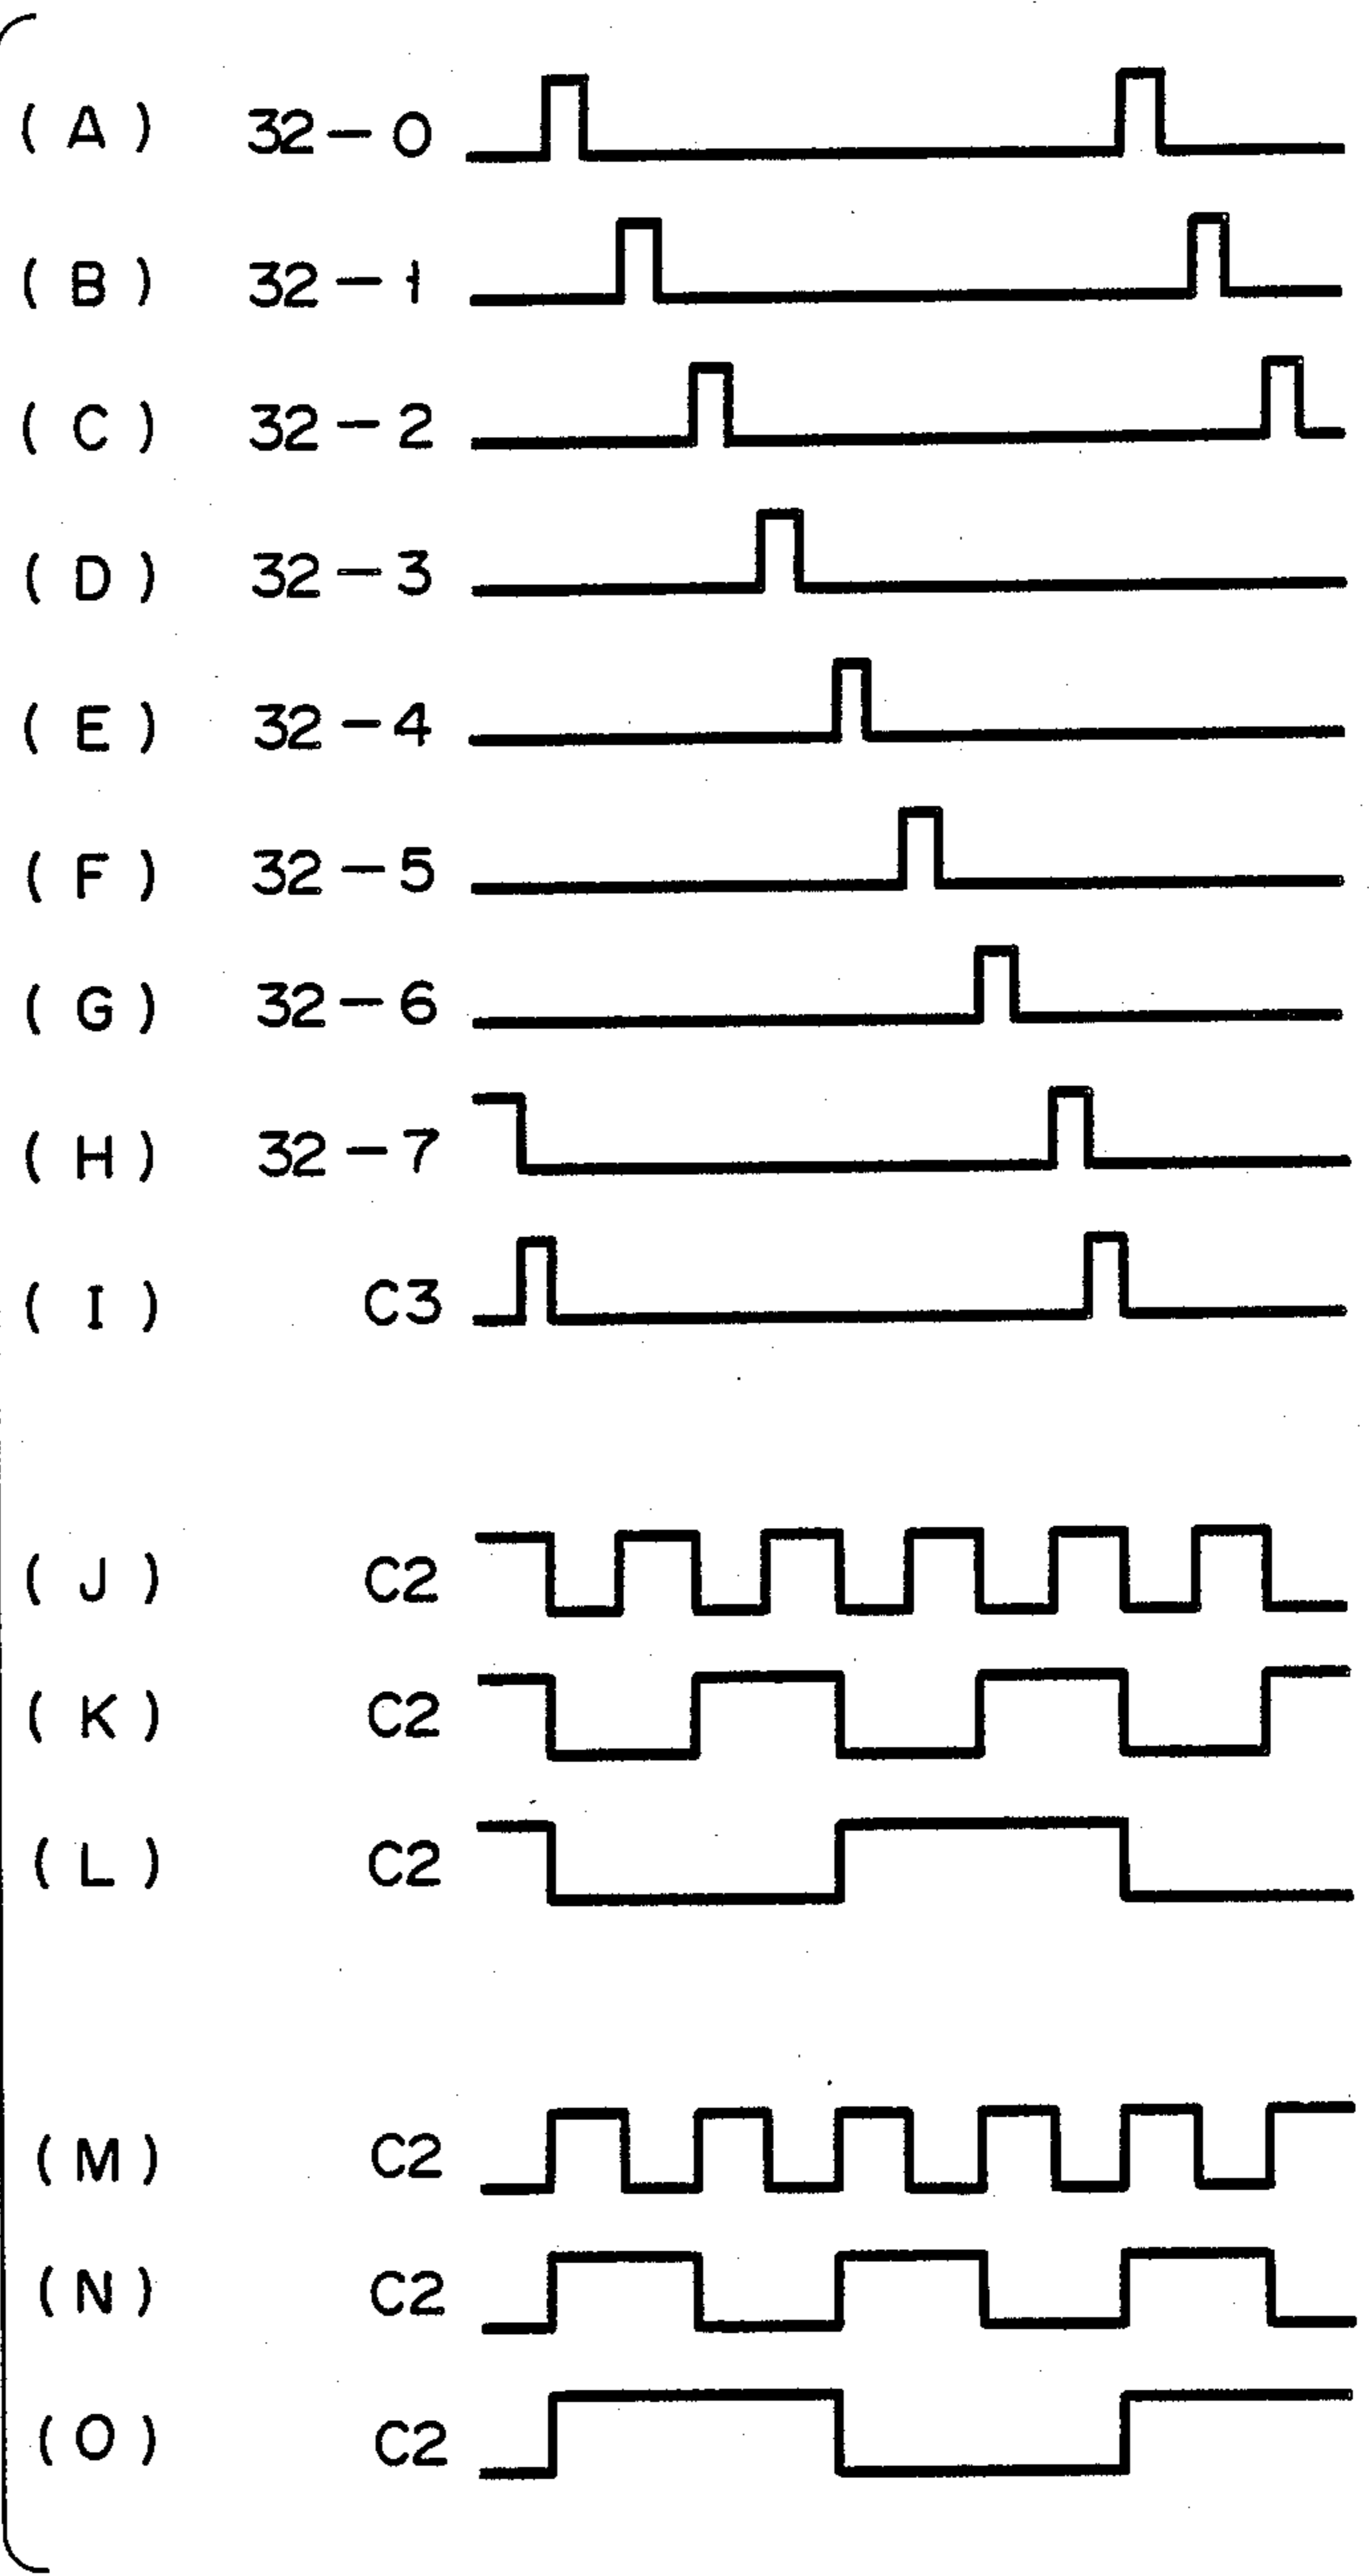 (A) 32-0
(B) 32-1
(C) 32-2
(D) 32-3
(E) 32-4
(F) 32-5
(G) 32-6
(H) 32-7
(I) C3
(J) C2
(K) C2
(L) C2
(M) C2
(N) C2
(O) C2